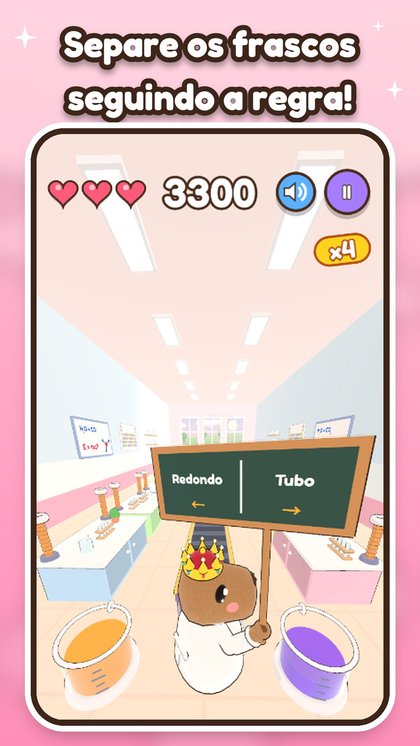 Separe os frascos
seguindo a regra!
3300
x4
Redondo
Tubo
← →